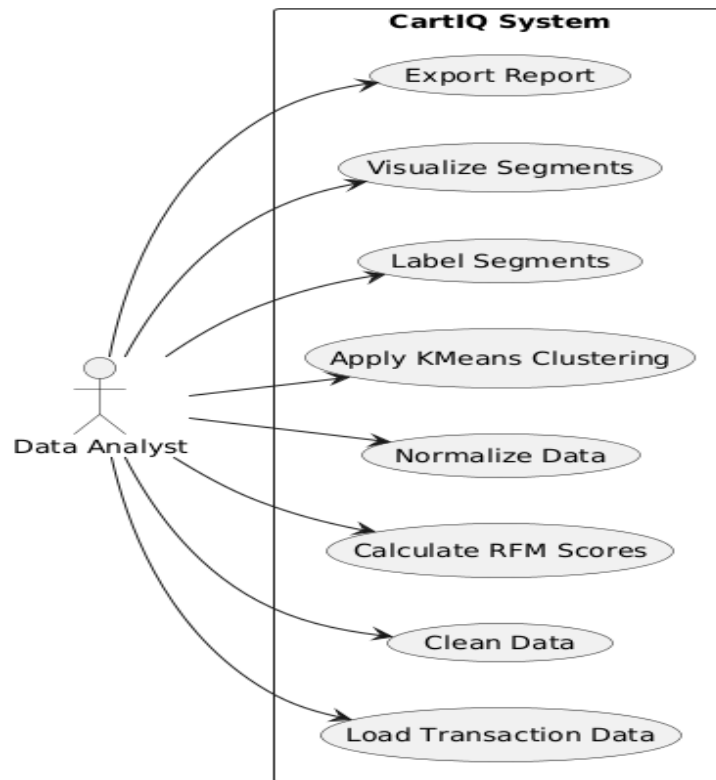 CartIQ System
Export Report
Visualize Segments
Label Segments
Apply KMeans Clustering
Data Analyst
Normalize Data
Calculate RFM Scores
Clean Data
Load Transaction Data